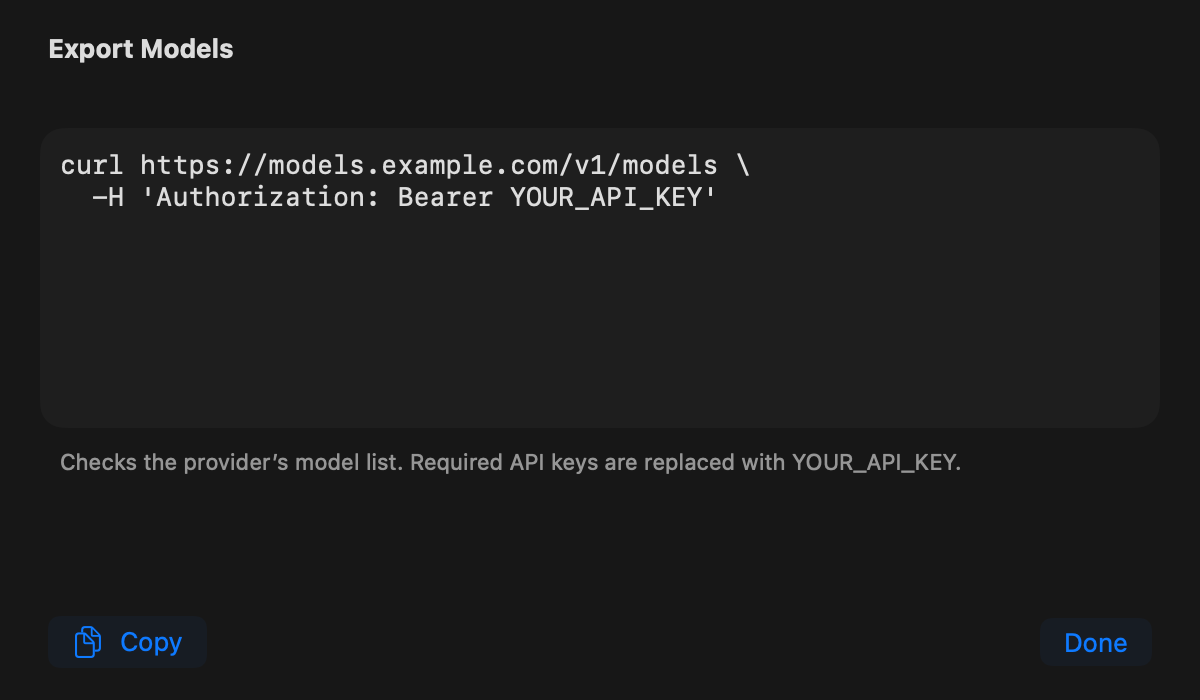 Export Models
curl https://models.example.com/v1/models \
  -H 'Authorization: Bearer YOUR_API_KEY'
Checks the provider’s model list. Required API keys are replaced with YOUR_API_KEY.
Copy
Done